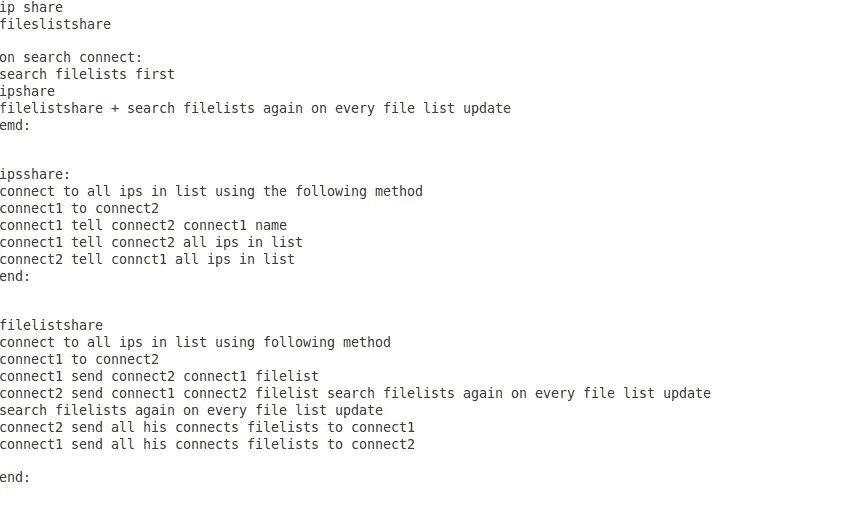 ip share
fileslistshare
on search connect:
search filelists first
ipshare
filelistshare + search filelists again on every file list update
emd:
ipsshare:
connect to all ips in list using the following method
connect1 to connect2
connect1 tell connect2 connect1 name
connect1 tell connect2 all ips in list
connect2 tell connct1 all ips in list
end:
filelistshare
connect to all ips in list using following method
connect1 to connect2
connect1 send connect2 connect1 filelist
connect2 send connect1 connect2 filelist search filelists again on every file list update
search filelists again on every file list update
connect2 send all his connects filelists to connect1
connect1 send all his connects filelists to connect2
end: